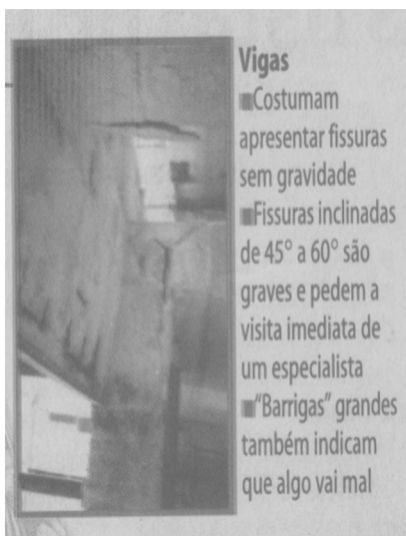 Vigas
■Costumam
apresentar fissuras
sem gravidade
■Fissuras inclinadas
de 45° a 60° são
graves e pedem a
visita imediata de
um especialista
■"Barrigas" grandes
também indicam
que algo vai mal